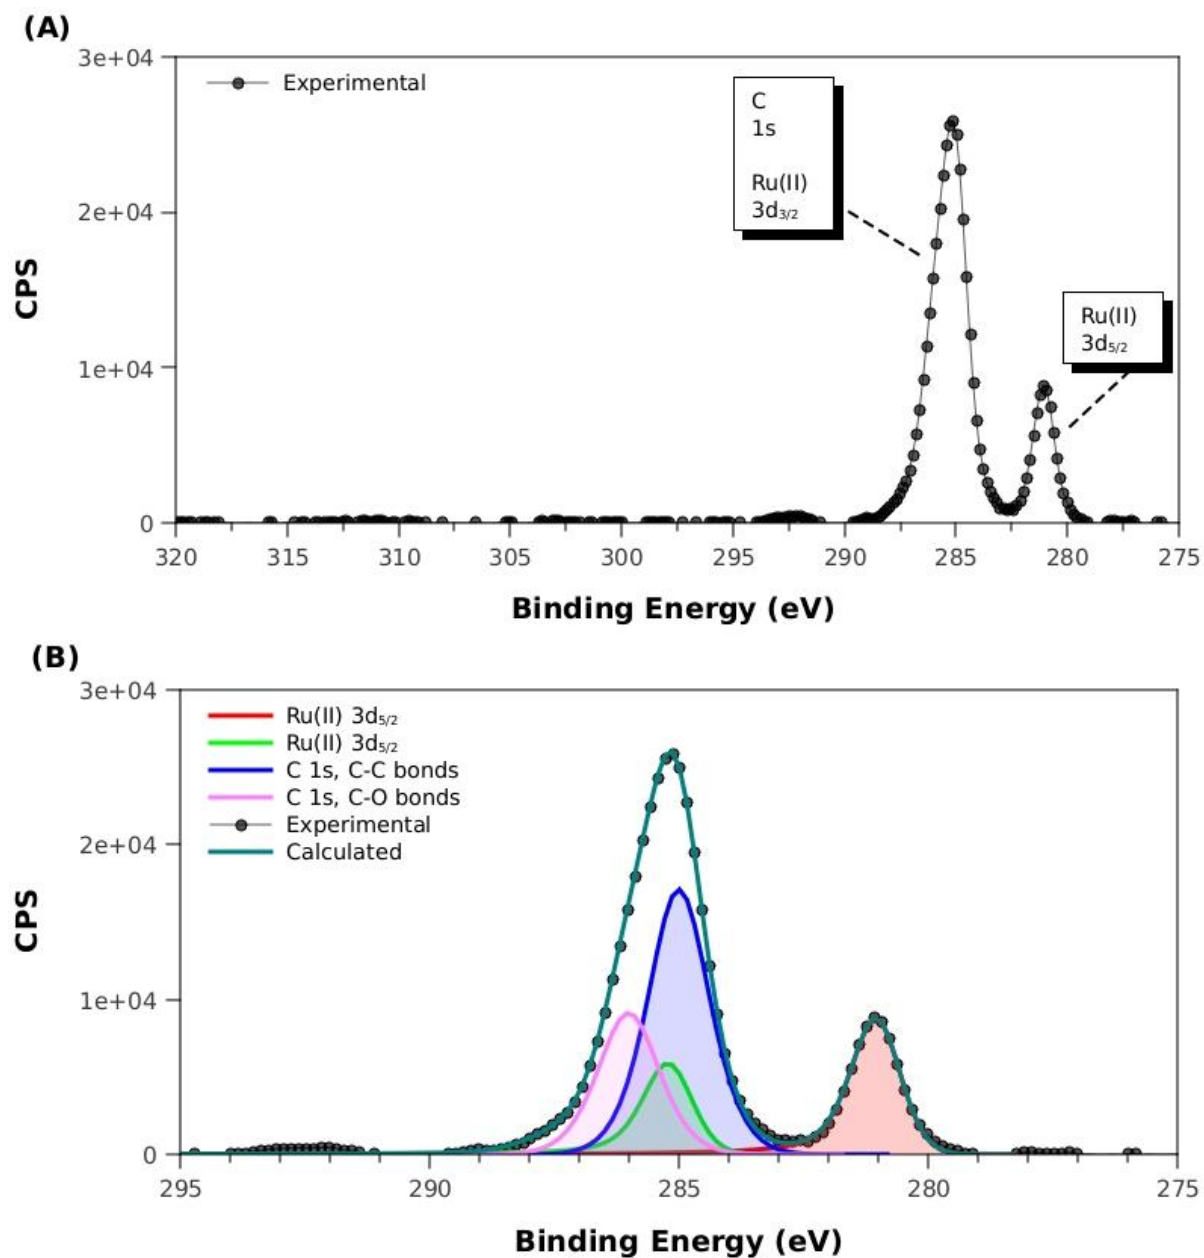 (A)
3e+04
2e+04
1e+04
0
CPS
Experimental
C
1s
Ru(II)
3d3/2
Ru(II)
3d5/2
320 315 310 305 300 295 290 285 280 275
Binding Energy (eV)
(B)
3e+04
2e+04
1e+04
0
CPS
Ru(II) 3d5/2
Ru(II) 3d5/2
C 1s, C-C bonds
C 1s, C-O bonds
Experimental
Calculated
295 290 285 280 275
Binding Energy (eV)